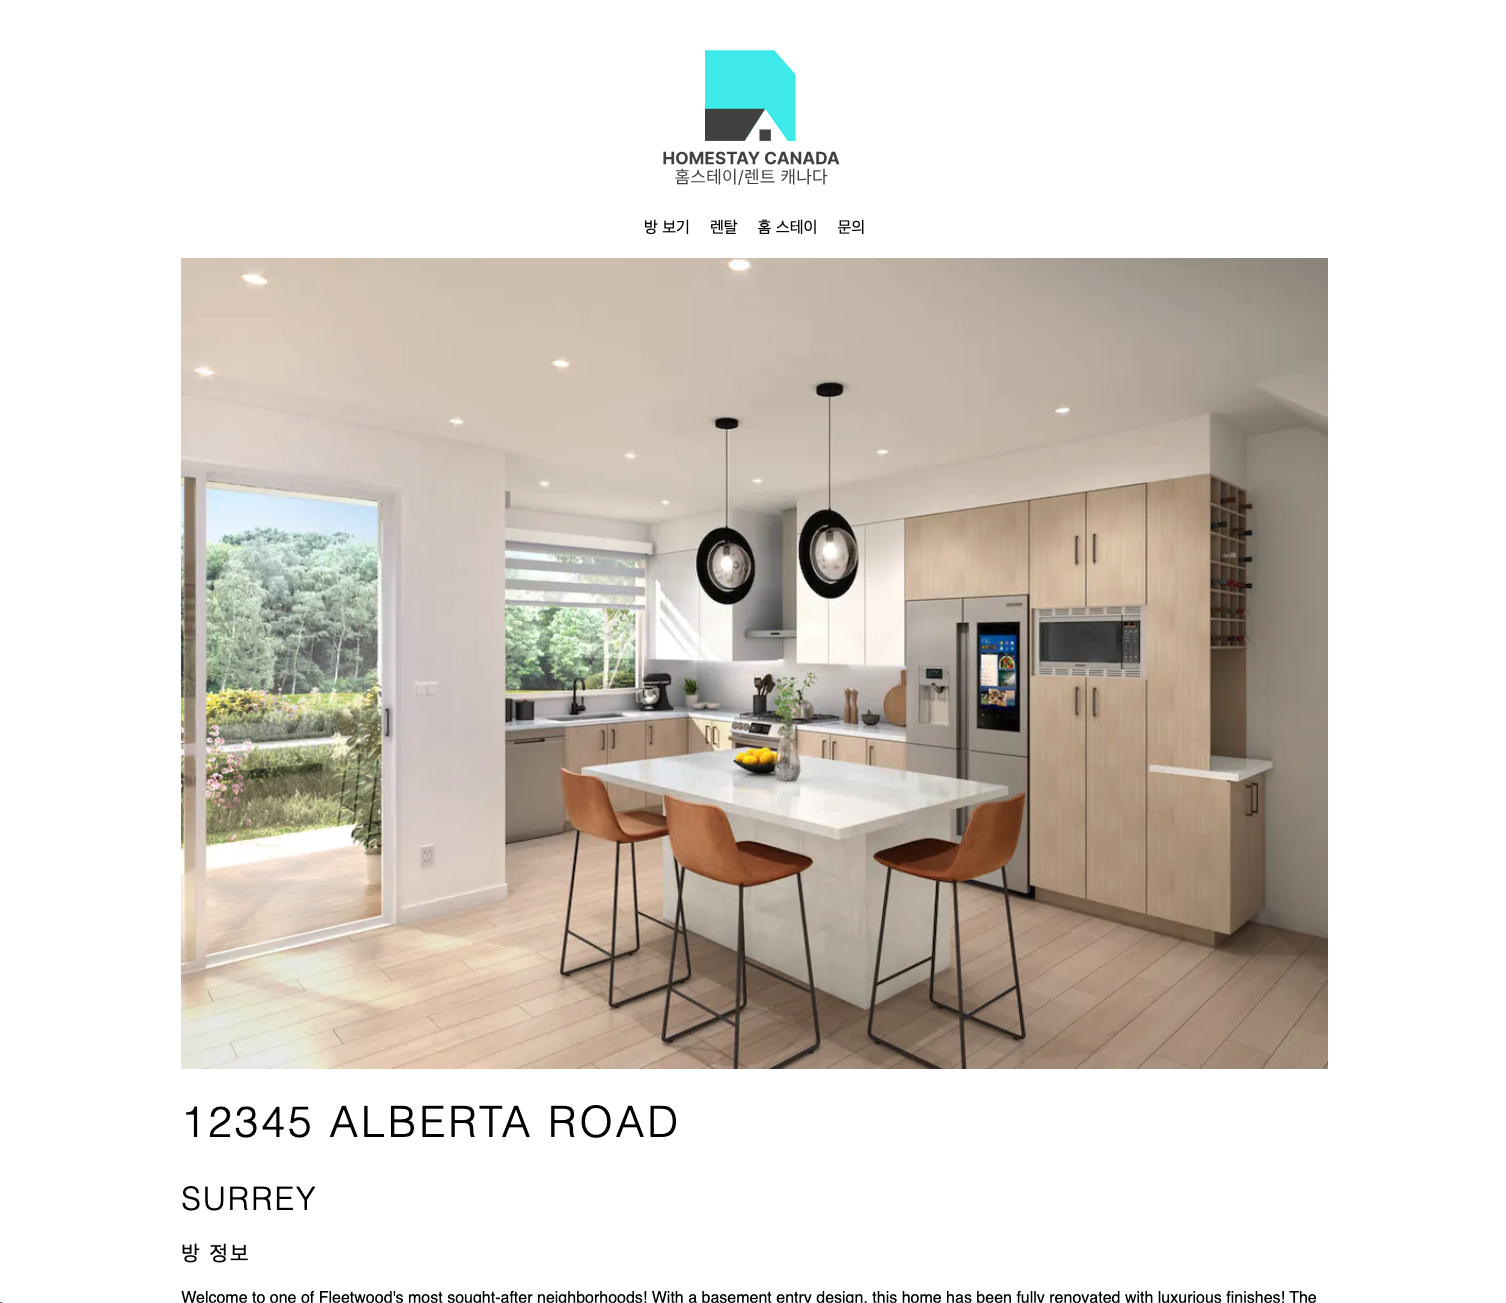 HOMESTAY CANADA
홈스테이/렌트 캐나다
방 보기 렌탈 홈 스테이 문의
12345 ALBERTA ROAD
SURREY
방 정보
Welcome to one of Fleetwood's most sought-after neighborhoods! With a basement entry design, this home has been fully renovated with luxurious finishes! The